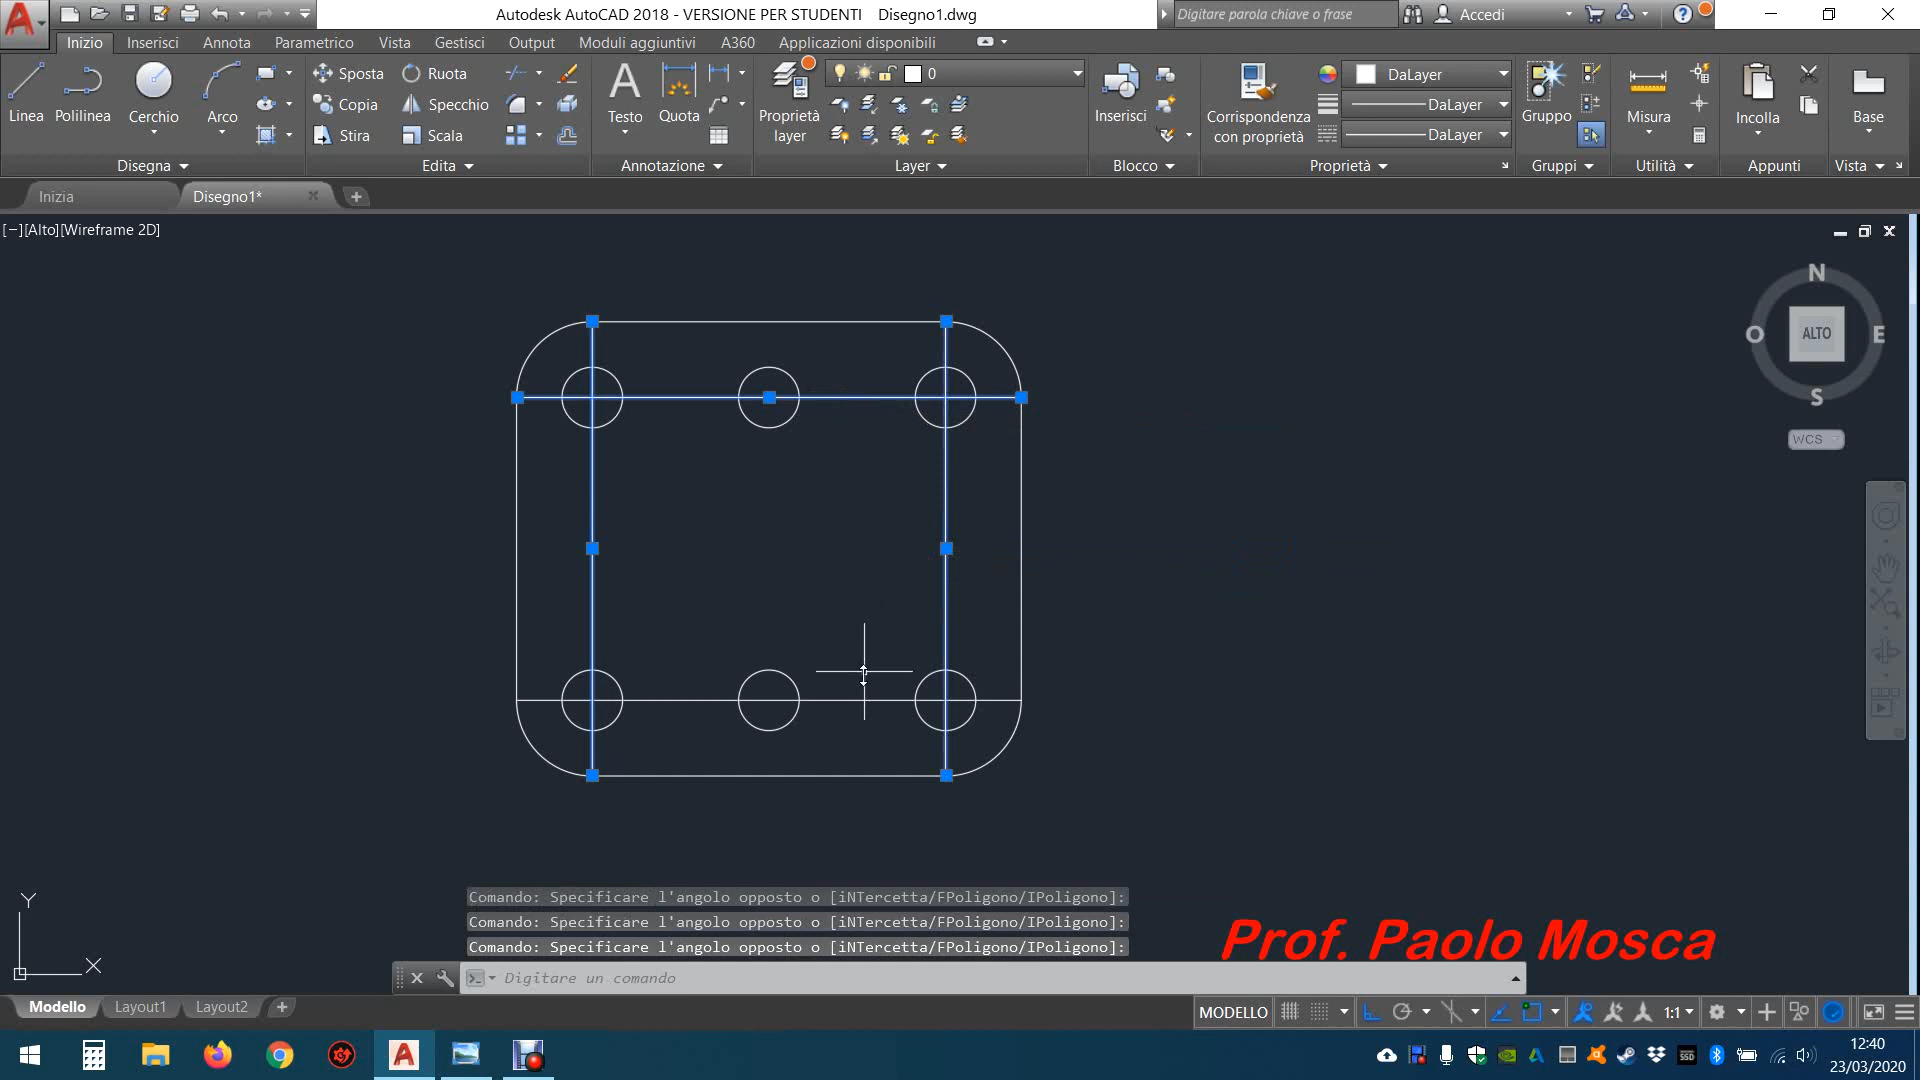 Autodesk AutoCAD 2018 - VERSIONE PER STUDENTI Disegno1.dwg
Digitare parola chiave o frase
Accedi
Inizio Inserisci Annota Parametrico Vista Gestisci Output Moduli aggiuntivi A360 Applicazioni disponibili
Linea
Polilinea
Cerchio
Arco
Sposta
Ruota
Copia
Specchio
Stira
Scala
Testo
Quota
Proprietà
layer
0
Inserisci
Corrispondenza
con proprietà
DaLayer
DaLayer
DaLayer
Gruppo
Misura
Incolla
Base
Disegna
Edita
Annotazione
Layer
Blocco
Proprietà
Gruppi
Utilità
Appunti
Vista
Inizia
Disegno1*
[−][Alto][Wireframe 2D]
N
O
ALTO
E
S
WCS
Y
X
Comando: Specificare l'angolo opposto o [iNTercetta/FPoligono/IPoligono]:
Comando: Specificare l'angolo opposto o [iNTercetta/FPoligono/IPoligono]:
Comando: Specificare l'angolo opposto o [iNTercetta/FPoligono/IPoligono]:
Prof. Paolo Mosca
Digitare un comando
Modello
Layout1
Layout2
MODELLO
1:1
SSD
12:40
23/03/2020